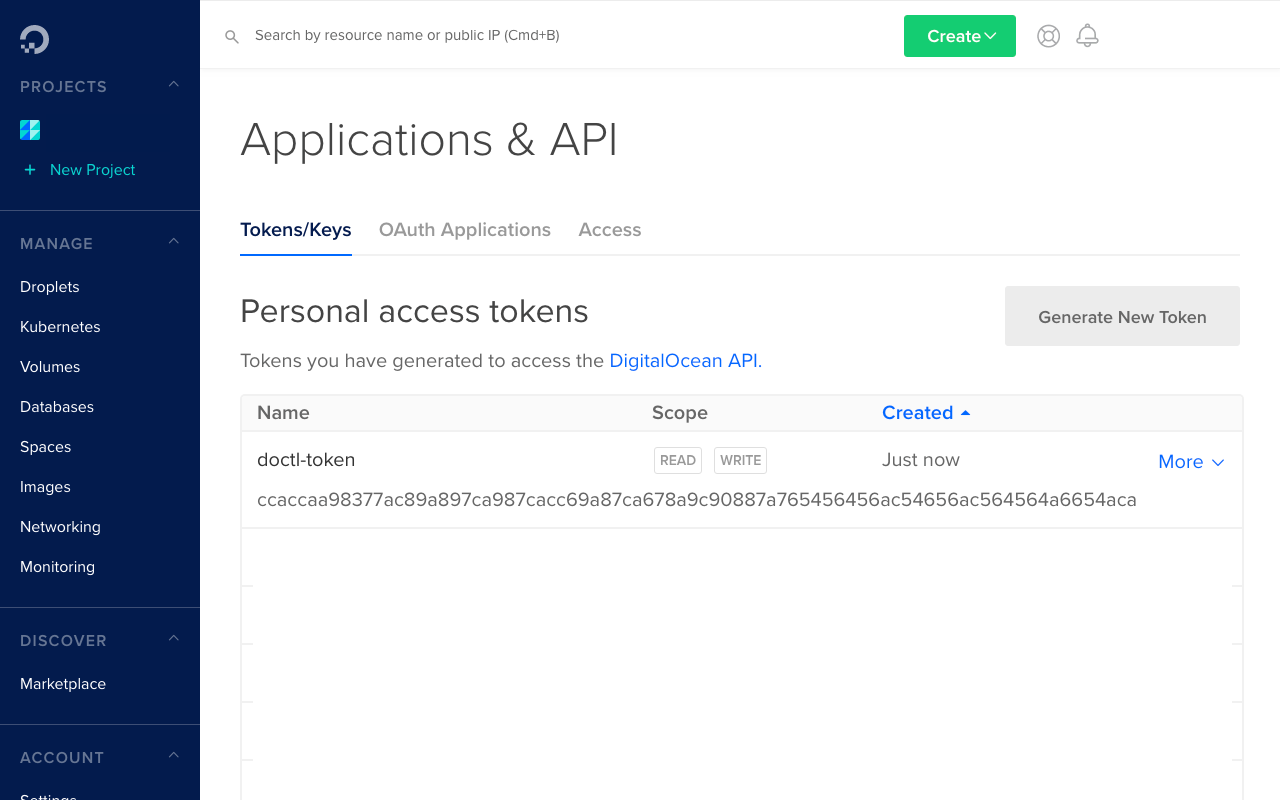 Search by resource name or public IP (Cmd+B)
Create
PROJECTS
+ New Project
MANAGE
Droplets
Kubernetes
Volumes
Databases
Spaces
Images
Networking
Monitoring
DISCOVER
Marketplace
ACCOUNT
Settings
Applications & API
Tokens/Keys OAuth Applications Access
Personal access tokens
Generate New Token
Tokens you have generated to access the DigitalOcean API.
Name Scope Created
doctl-token READ WRITE Just now More
ccaccaa98377ac89a897ca987cacc69a87ca678a9c90887a765456456ac54656ac564564a6654aca